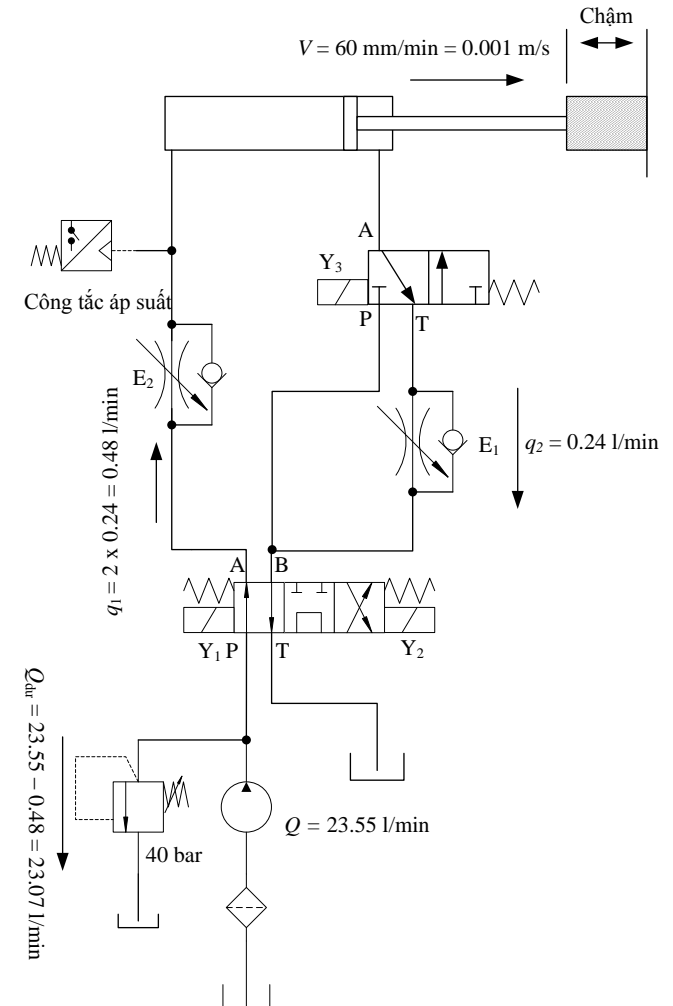 Chậm
V = 60 mm/min = 0.001 m/s
A
Y3
Công tắc áp suất
P
T
E2
E1
q2 = 0.24 l/min
q1 = 2 x 0.24 = 0.48 l/min
A
B
Y1
P
T
Y2
Qdư = 23.55 – 0.48 = 23.07 l/min
Q = 23.55 l/min
40 bar